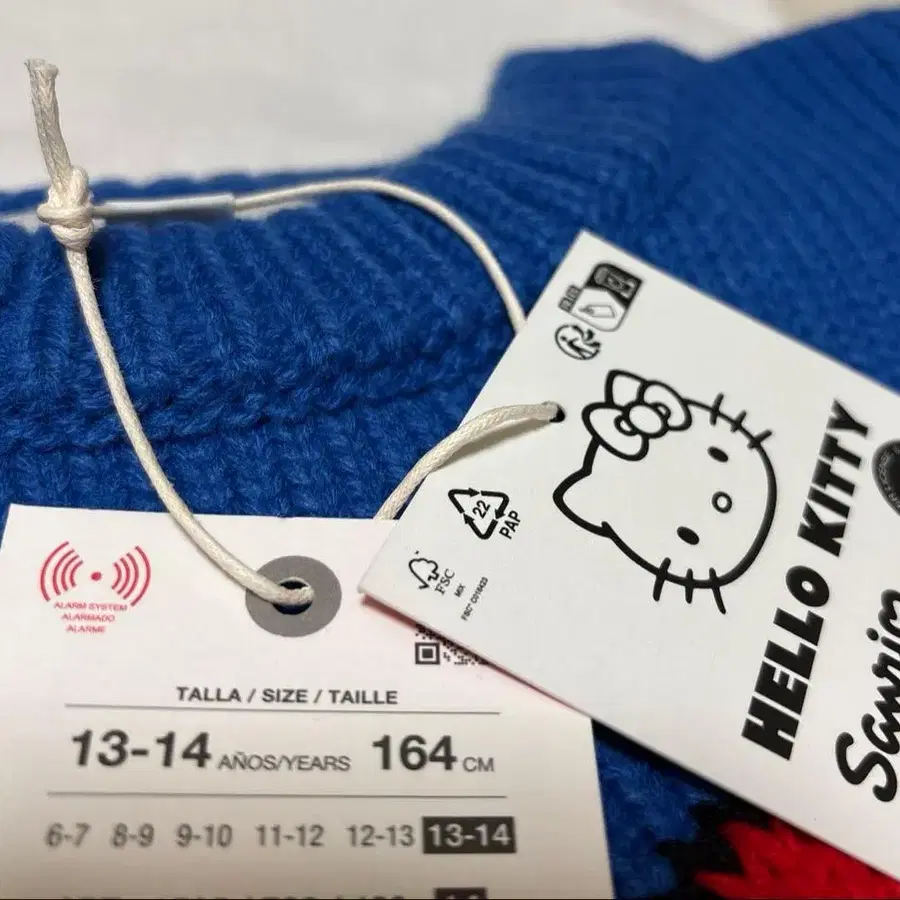 ALARM SYSTEM
ALARMADO
ALARME
TALLA / SIZE / TAILLE
13-14 AÑOS/YEARS 164 CM
6-7 8-9 9-10 11-12 12-13 13-14
22
PAP
FSC
MIX
HELLO KITTY
Sanrio